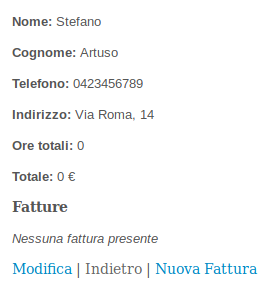 Nome: Stefano
Cognome: Artuso
Telefono: 0423456789
Indirizzo: Via Roma, 14
Ore totali: 0
Totale: 0 €
Fatture
Nessuna fattura presente
Modifica | Indietro | Nuova Fattura